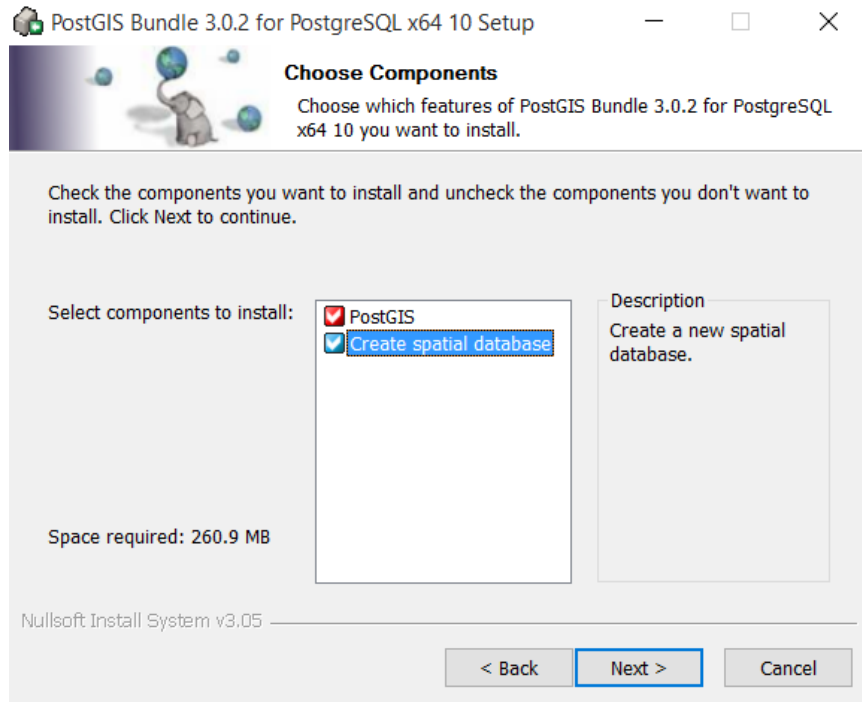 PostGIS Bundle 3.0.2 for PostgreSQL x64 10 Setup
Choose Components
Choose which features of PostGIS Bundle 3.0.2 for PostgreSQL
x64 10 you want to install.
Check the components you want to install and uncheck the components you don't want to
install. Click Next to continue.
Select components to install:
PostGIS
Create spatial database
Description
Create a new spatial
database.
Space required: 260.9 MB
Nullsoft Install System v3.05
< Back
Next >
Cancel